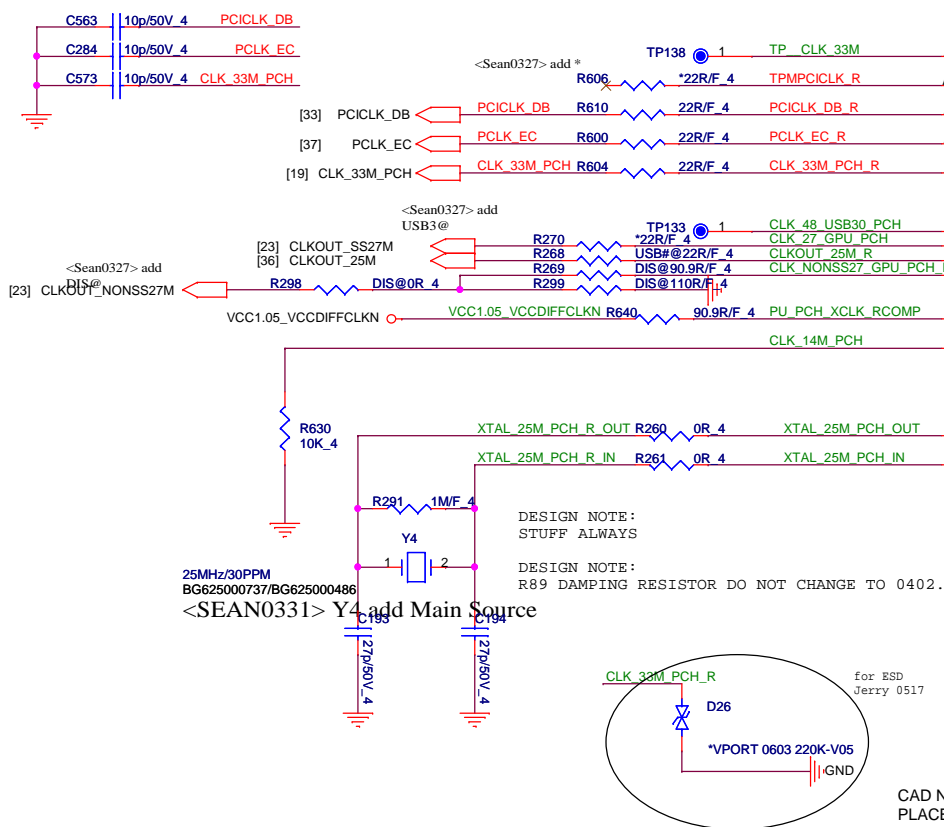 C563 10p/50V_4 PCICLK_DB
C284 10p/50V_4 PCLK_EC
C573 10p/50V_4 CLK_33M_PCH
TP138 1 TP__CLK_33M
<Sean0327> add *
R606 *22R/F_4 TPMPCICLK_R
[33] PCICLK_DB PCICLK_DB R610 22R/F_4 PCICLK_DB_R
[37] PCLK_EC PCLK_EC R600 22R/F_4 PCLK_EC_R
[19] CLK_33M_PCH CLK_33M_PCH R604 22R/F_4 CLK_33M_PCH_R
<Sean0327> add
USB3@
TP133 1 CLK_48_USB30_PCH
[23] CLKOUT_SS27M R270 *22R/F_4 CLK_27_GPU_PCH
[36] CLKOUT_25M R268 USB#@22R/F_4 CLKOUT_25M_R
<Sean0327> add
DIS@
R269 DIS@90.9R/F_4 CLK_NONSS27_GPU_PCH_
[23] CLKOUT_NONSS27M R298 DIS@0R_4 R299 DIS@110R/F_4
VCC1.05_VCCDIFFCLKN VCC1.05_VCCDIFFCLKN R640 90.9R/F_4 PU_PCH_XCLK_RCOMP
CLK_14M_PCH
R630
10K_4
XTAL_25M_PCH_R_OUT R260 0R_4 XTAL_25M_PCH_OUT
XTAL_25M_PCH_R_IN R261 0R_4 XTAL_25M_PCH_IN
R291 1M/F_4
DESIGN NOTE:
STUFF ALWAYS
Y4
1 2
DESIGN NOTE:
R89 DAMPING RESISTOR DO NOT CHANGE TO 0402.
25MHz/30PPM
BG625000737/BG625000486
<SEAN0331> Y4 add Main Source
C193 C194
27p/50V_4 27p/50V_4
CLK_33M_PCH_R
for ESD
Jerry 0517
D26
*VPORT 0603 220K-V05
GND
CAD N
PLACE